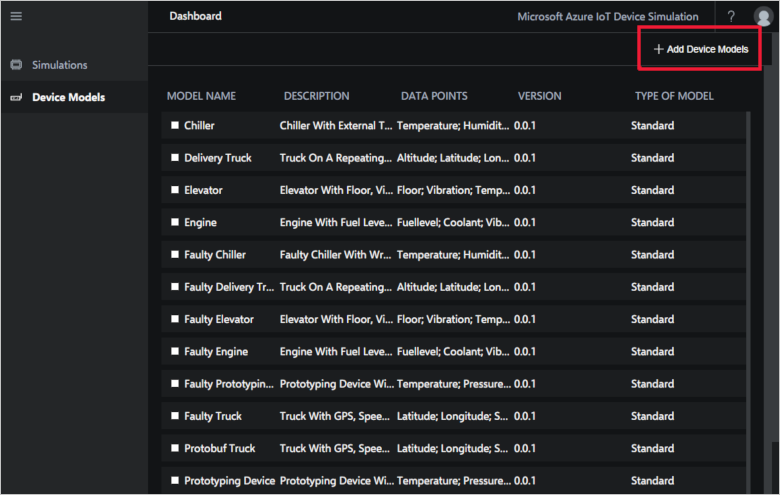 Dashboard
Microsoft Azure IoT Device Simulation
?
+ Add Device Models
Simulations
Device Models
MODEL NAME DESCRIPTION DATA POINTS VERSION TYPE OF MODEL
Chiller Chiller With External T... Temperature; Humidit... 0.0.1 Standard
Delivery Truck Truck On A Repeating... Altitude; Latitude; Lon... 0.0.1 Standard
Elevator Elevator With Floor, Vi... Floor; Vibration; Temp... 0.0.1 Standard
Engine Engine With Fuel Leve... Fuellevel; Coolant; Vib... 0.0.1 Standard
Faulty Chiller Faulty Chiller With Wr... Temperature; Humidit... 0.0.1 Standard
Faulty Delivery Tr... Truck On A Repeating... Altitude; Latitude; Lon... 0.0.1 Standard
Faulty Elevator Elevator With Floor, Vi... Floor; Vibration; Temp... 0.0.1 Standard
Faulty Engine Engine With Fuel Leve... Fuellevel; Coolant; Vib... 0.0.1 Standard
Faulty Prototypin... Prototyping Device Wi... Temperature; Pressure... 0.0.1 Standard
Faulty Truck Truck With GPS, Spee... Latitude; Longitude; S... 0.0.1 Standard
Protobuf Truck Truck With GPS, Spee... Latitude; Longitude; S... 0.0.1 Standard
Prototyping Device Prototyping Device Wi... Temperature; Pressure... 0.0.1 Standard